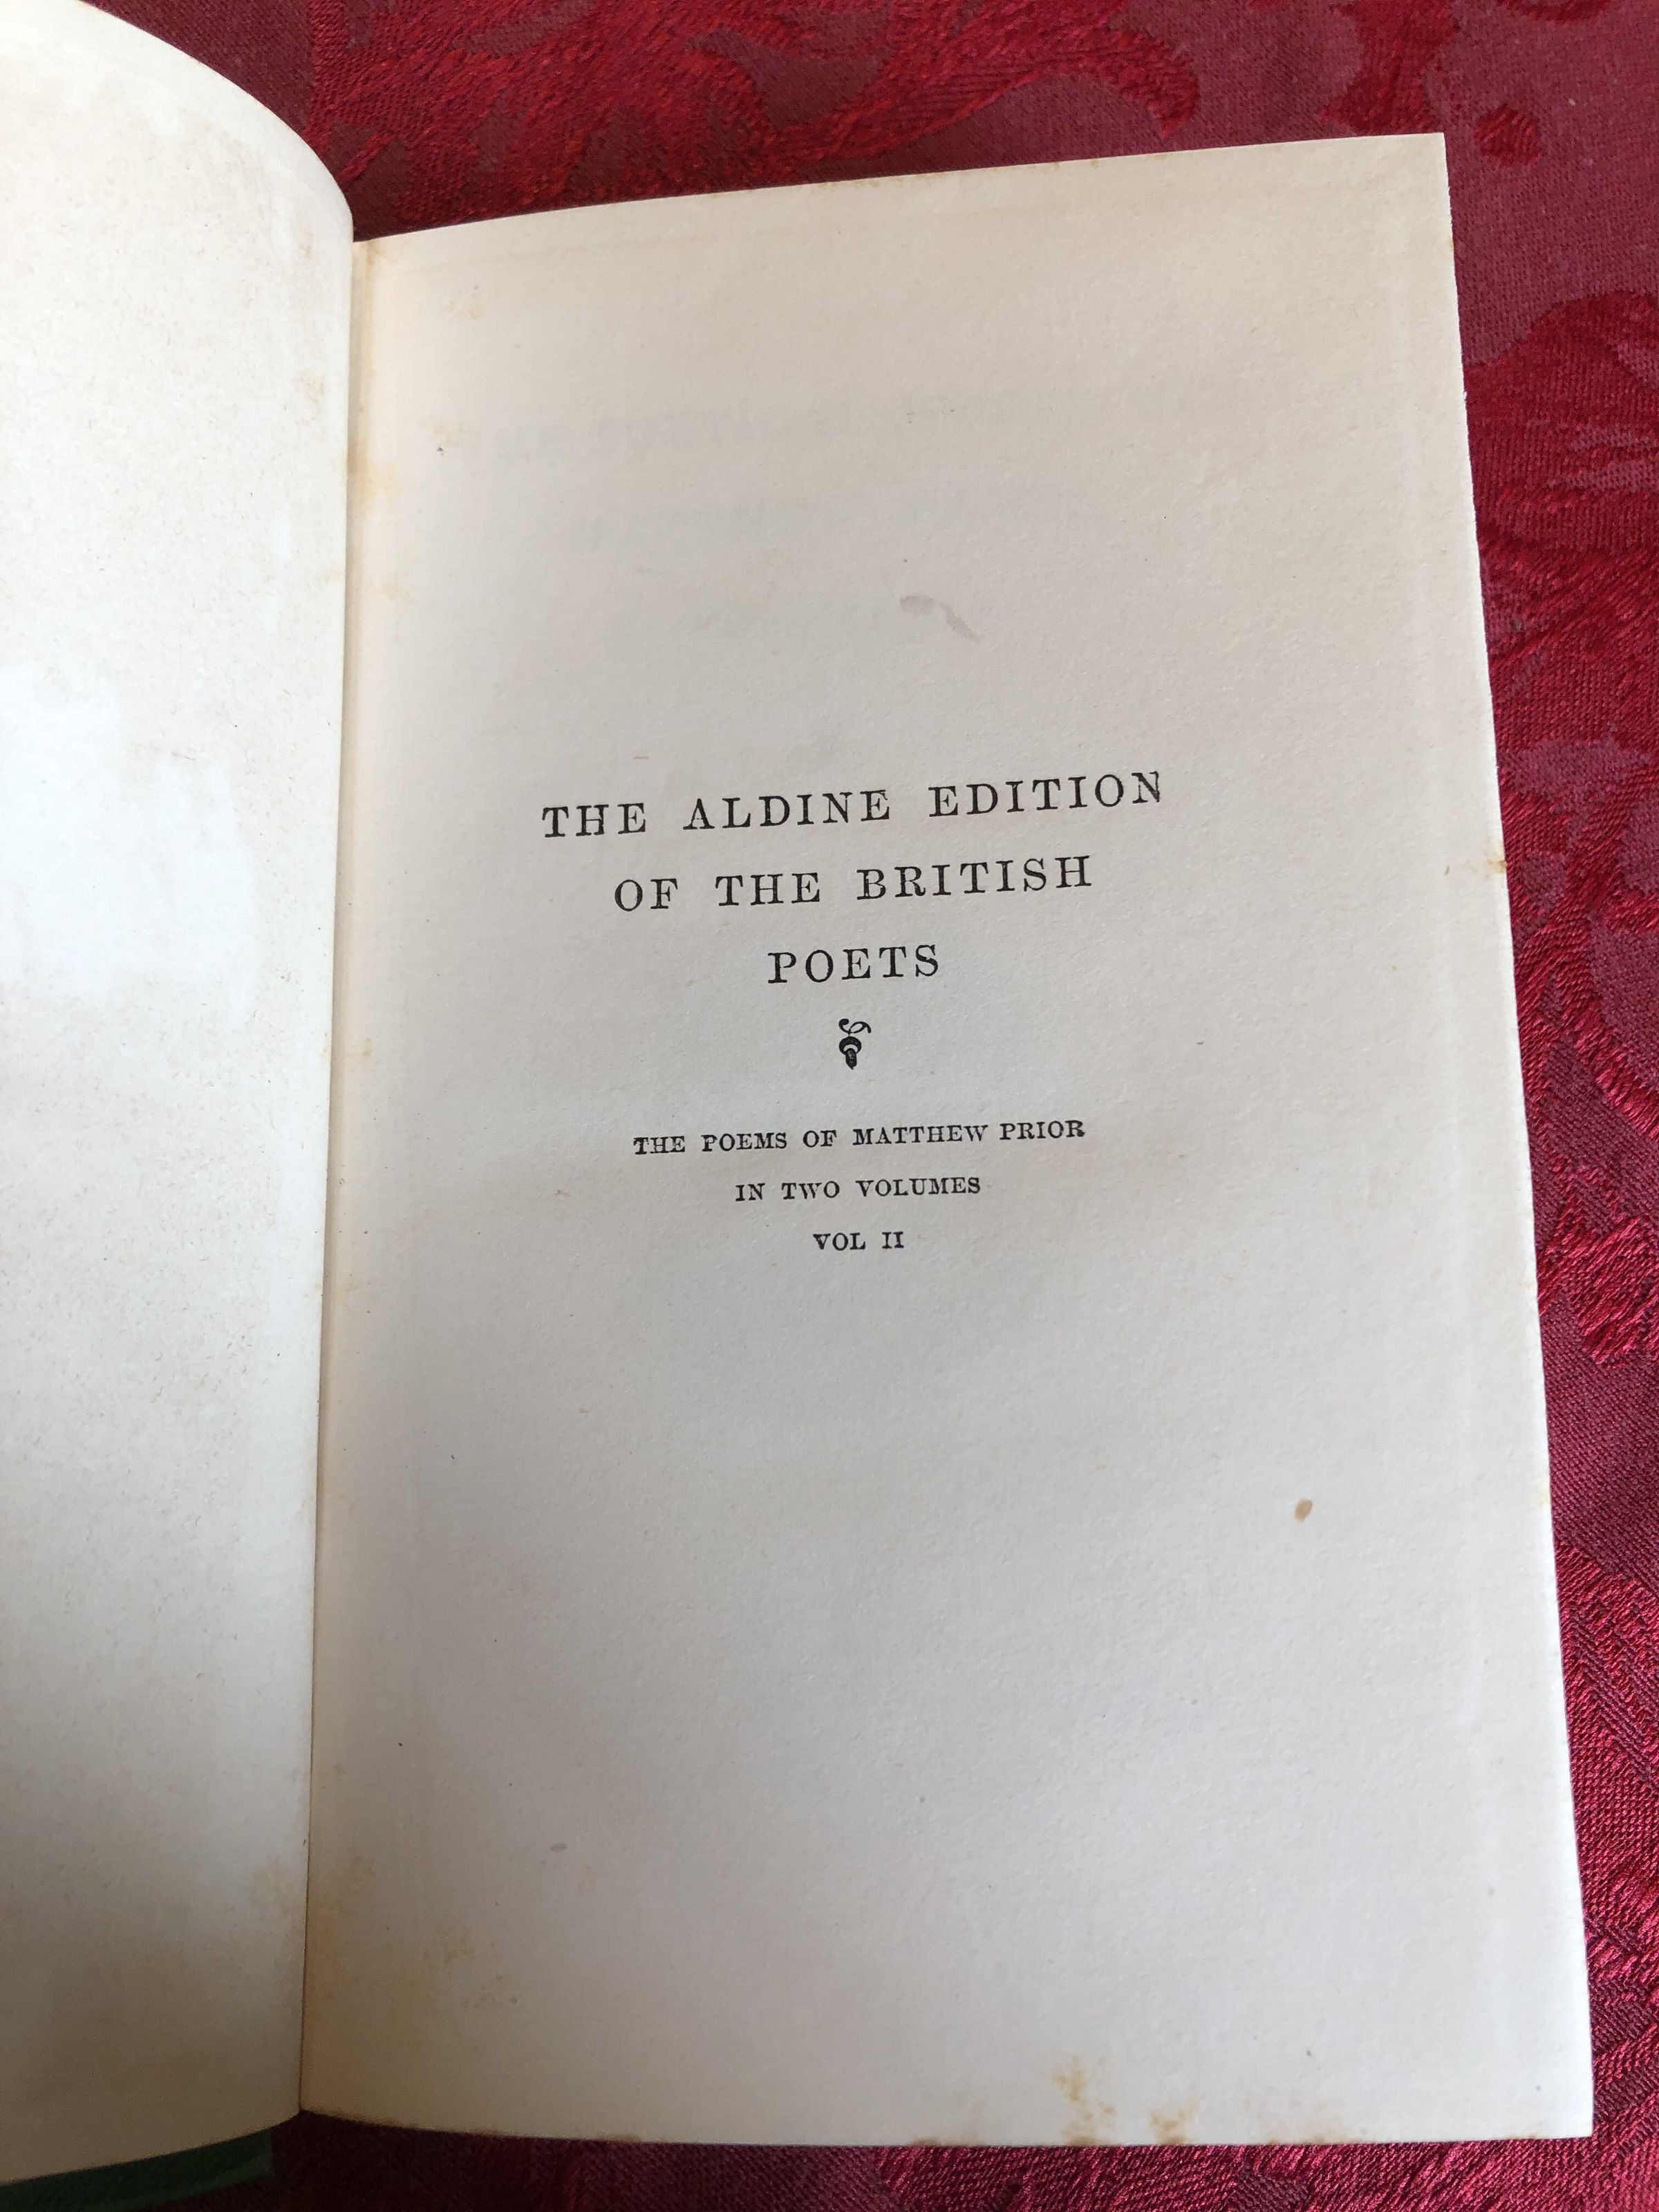 THE ALDINE EDITION
OF THE BRITISH
POETS
THE POEMS OF MATTHEW PRIOR
IN TWO VOLUMES
VOL II